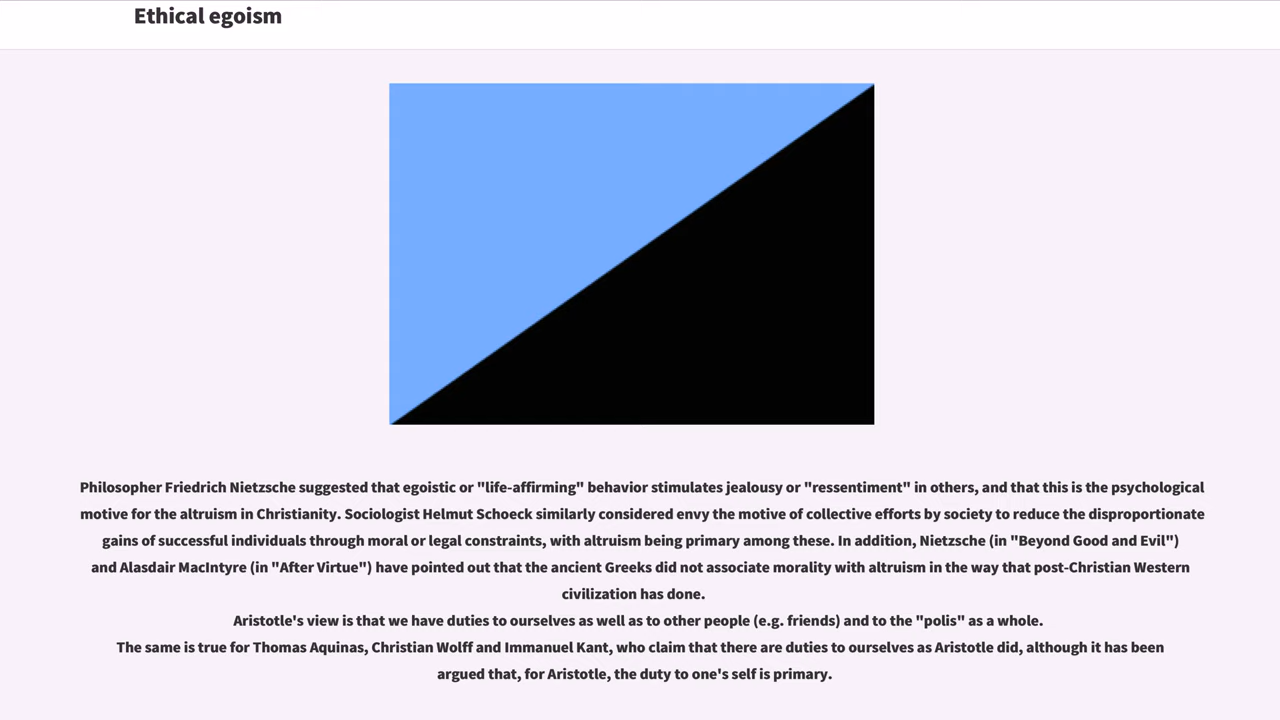 Ethical egoism
Philosopher Friedrich Nietzsche suggested that egoistic or "life-affirming" behavior stimulates jealousy or "ressentiment" in others, and that this is the psychological
motive for the altruism in Christianity. Sociologist Helmut Schoeck similarly considered envy the motive of collective efforts by society to reduce the disproportionate
gains of successful individuals through moral or legal constraints, with altruism being primary among these. In addition, Nietzsche (in "Beyond Good and Evil")
and Alasdair MacIntyre (in "After Virtue") have pointed out that the ancient Greeks did not associate morality with altruism in the way that post-Christian Western
civilization has done.
Aristotle's view is that we have duties to ourselves as well as to other people (e.g. friends) and to the "polis" as a whole.
The same is true for Thomas Aquinas, Christian Wolff and Immanuel Kant, who claim that there are duties to ourselves as Aristotle did, although it has been
argued that, for Aristotle, the duty to one's self is primary.